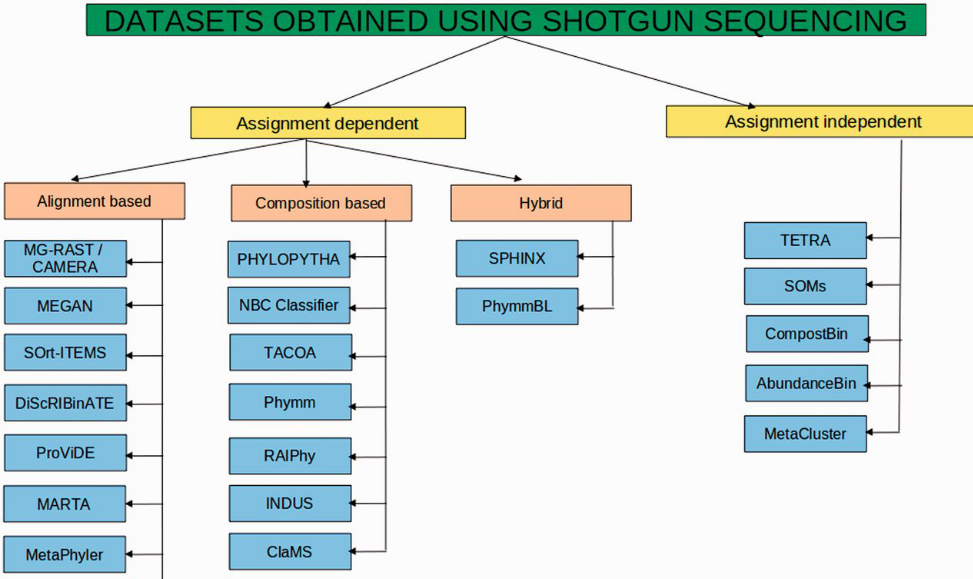 DATASETS OBTAINED USING SHOTGUN SEQUENCING
Assignment dependent
Assignment independent
Alignment based
Composition based
Hybrid
MG-RAST /
CAMERA
MEGAN
SOrt-ITEMS
DiScRIBinATE
ProViDE
MARTA
MetaPhyler
PHYLOPYTHA
NBC Classifier
TACOA
Phymm
RAIPhy
INDUS
ClaMS
SPHINX
PhymmBL
TETRA
SOMs
CompostBin
AbundanceBin
MetaCluster